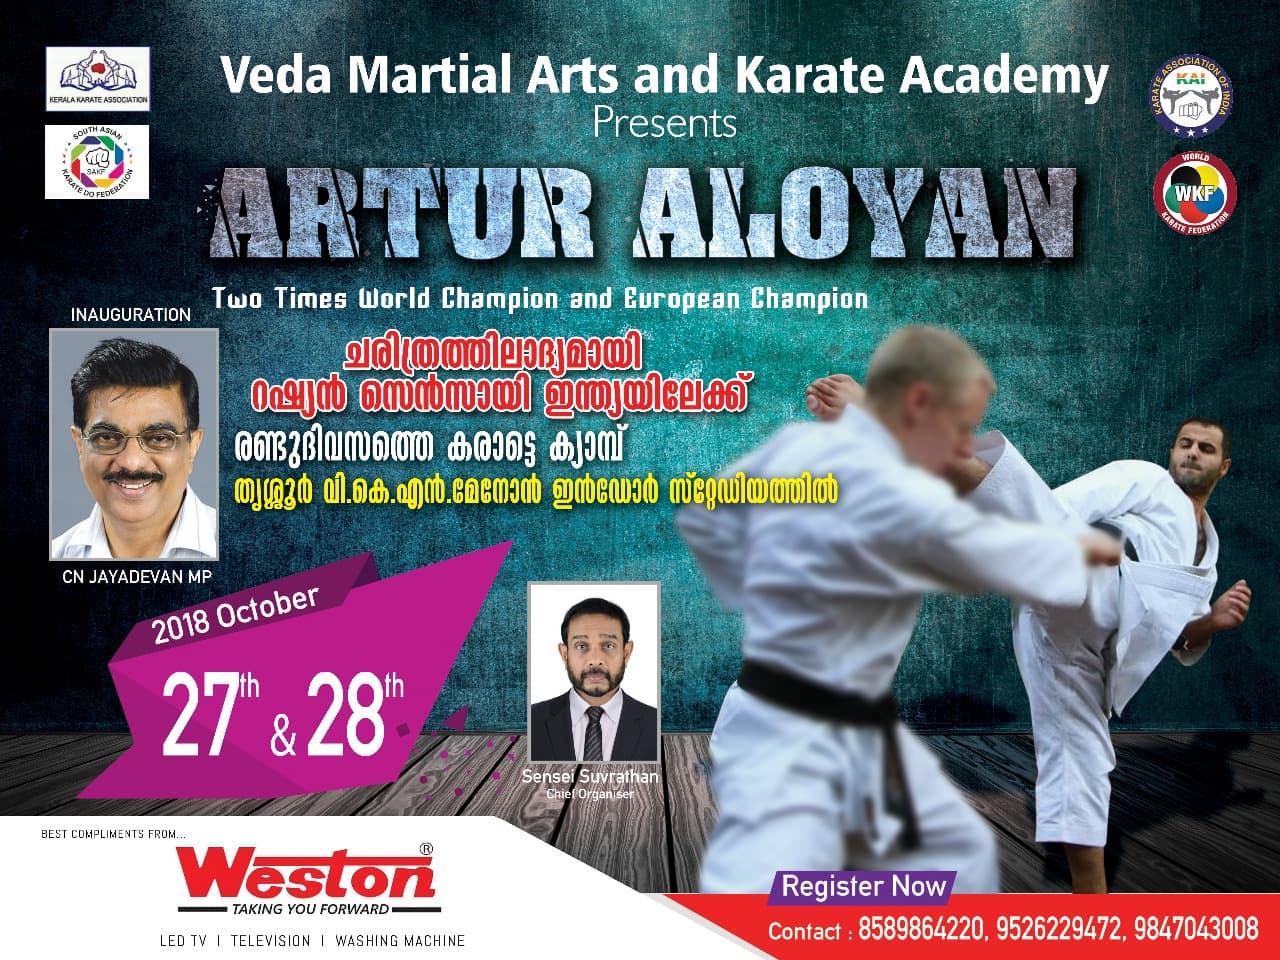 Veda Martial Arts and Karate Academy
Presents
ARTUR ALOYAN
Two Times World Champion and European Champion
KERALA KARATE ASSOCIATION
SOUTH ASIAN
SAKF
KARATE DO FEDERATION
KARATE ASSOCIATION OF INDIA
KAI
WORLD
WKF
KARATE FEDERATION
INAUGURATION
CN JAYADEVAN MP
ചരിത്രത്തിലാദ്യമായി
റഷ്യൻ സെൻസായി ഇന്ത്യയിലേക്ക്
രണ്ടുദിവസത്തെ കരാട്ടെ ക്യാമ്പ്
തൃശ്ശൂർ വി.കെ.എൻ.മേനോൻ ഇൻഡോർ സ്റ്റേഡിയത്തിൽ
2018 October
27th & 28th
Sensei Suvrathan
Chief Organiser
BEST COMPLIMENTS FROM...
Weston®
TAKING YOU FORWARD
LED TV I TELEVISION I WASHING MACHINE
Register Now
Contact : 8589864220, 9526229472, 9847043008